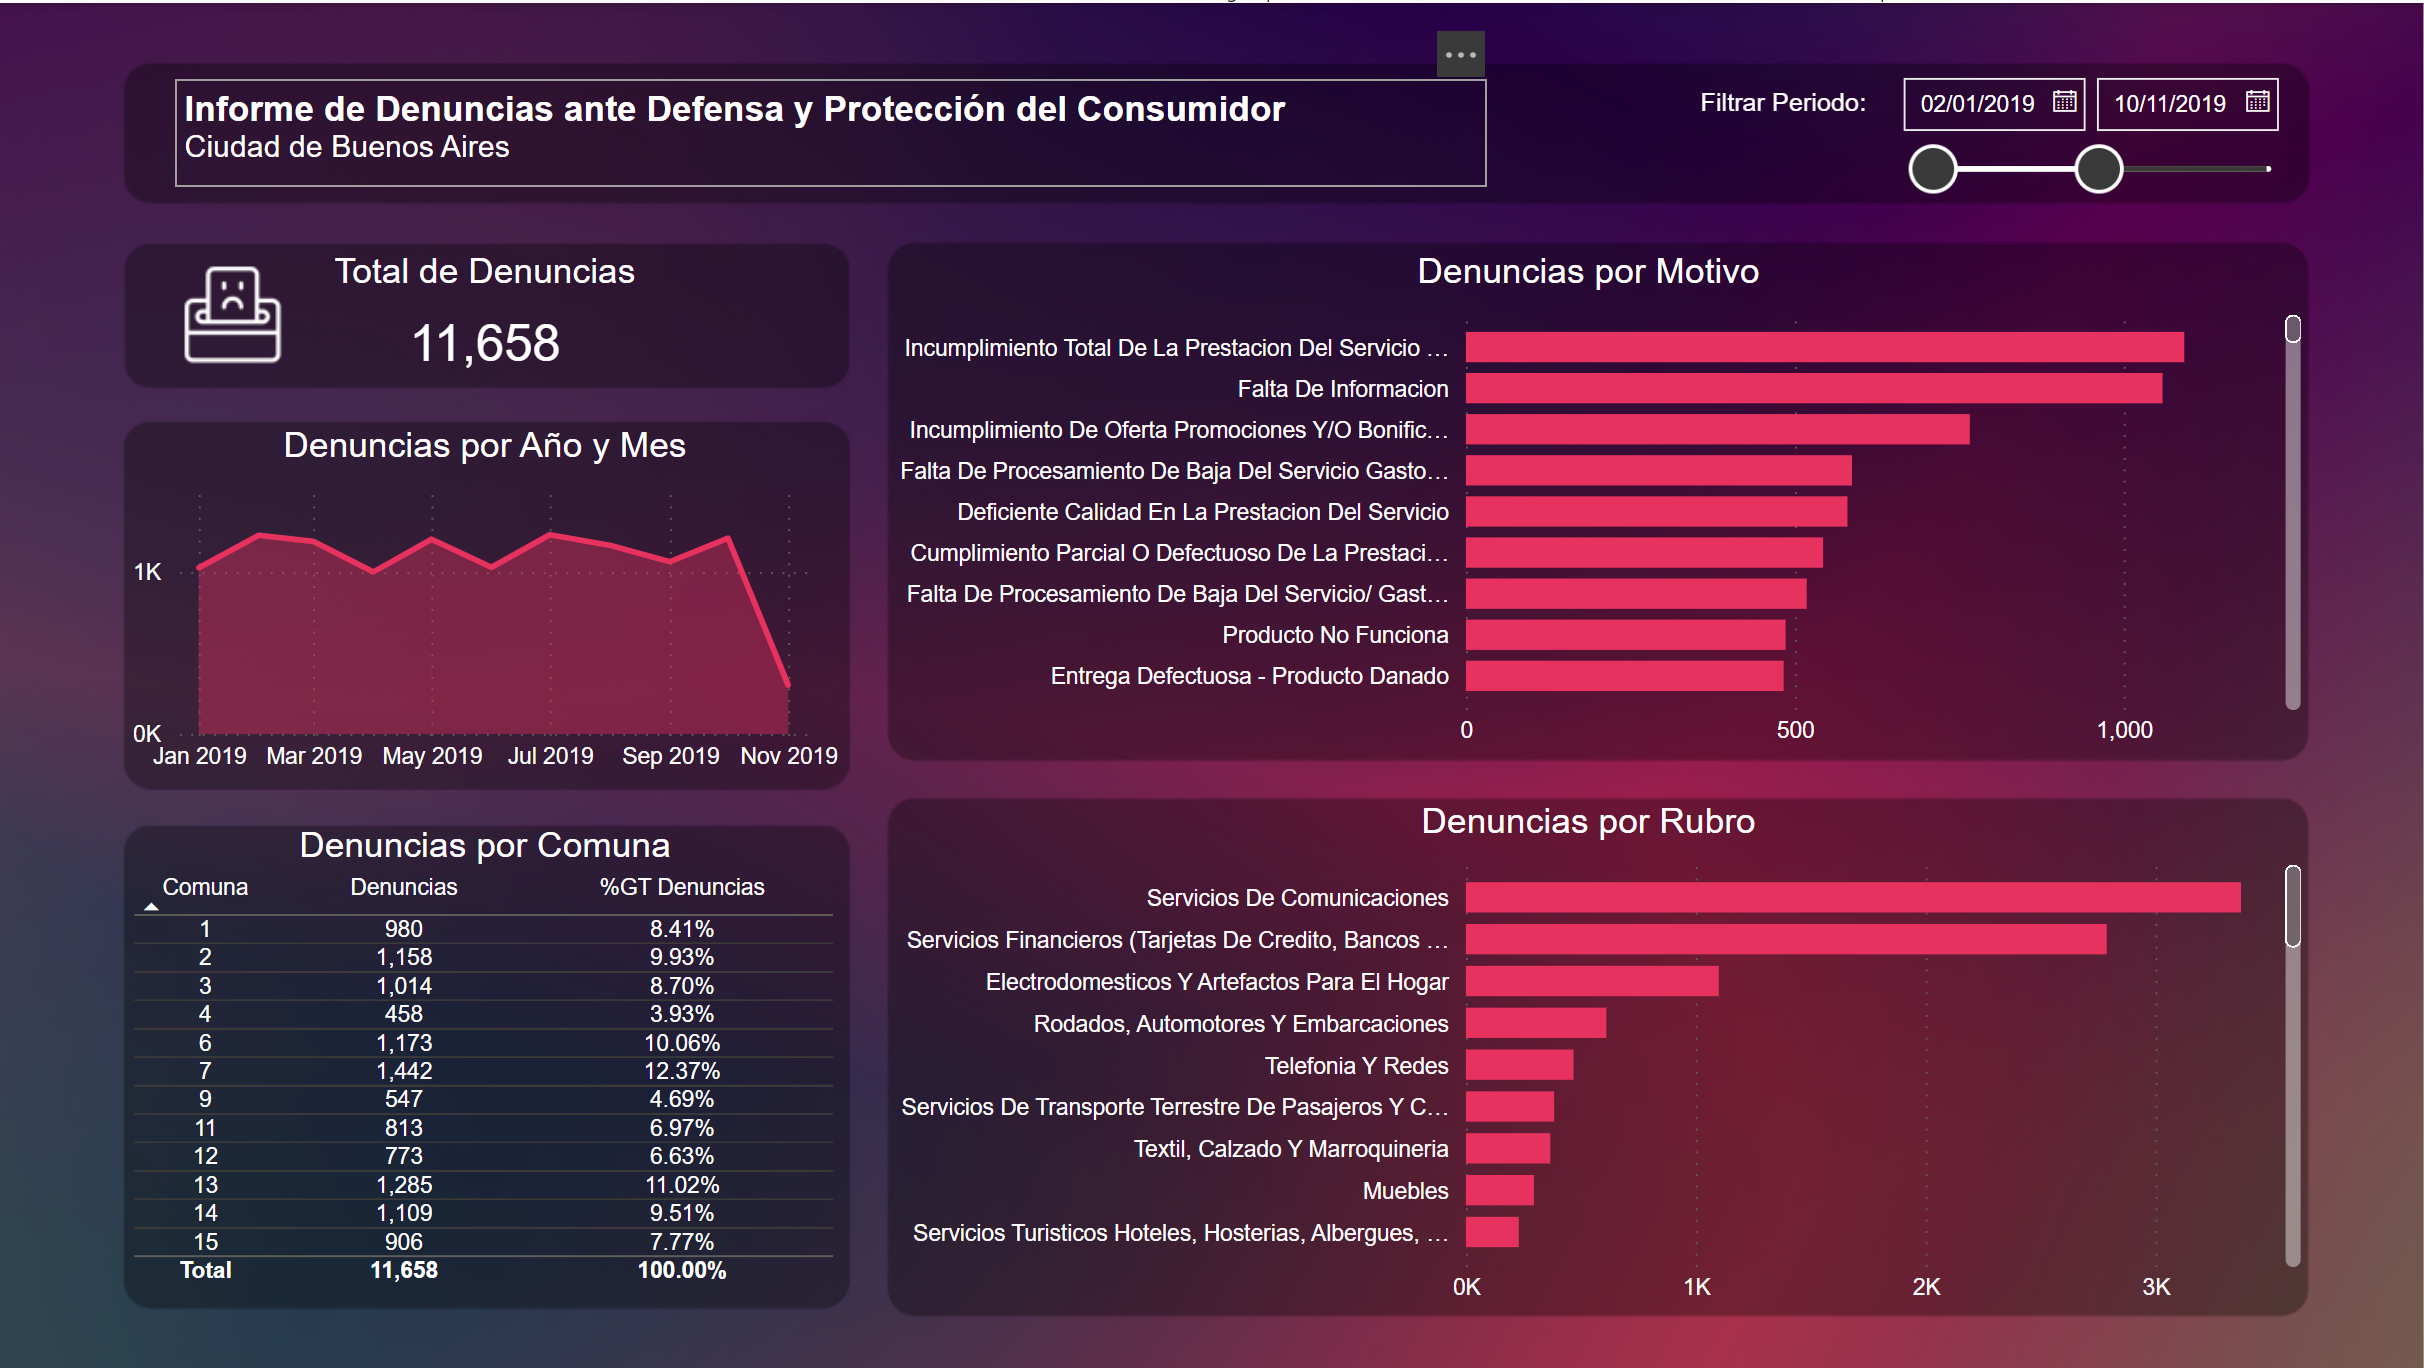 Informe de Denuncias ante Defensa y Protección del Consumidor
Ciudad de Buenos Aires
Filtrar Periodo:
02/01/2019
10/11/2019
Total de Denuncias
11,658
Denuncias por Año y Mes
1K
0K
Jan 2019 Mar 2019 May 2019 Jul 2019 Sep 2019 Nov 2019
Denuncias por Comuna
Comuna Denuncias %GT Denuncias
1 980 8.41%
2 1,158 9.93%
3 1,014 8.70%
4 458 3.93%
6 1,173 10.06%
7 1,442 12.37%
9 547 4.69%
11 813 6.97%
12 773 6.63%
13 1,285 11.02%
14 1,109 9.51%
15 906 7.77%
Total 11,658 100.00%
Denuncias por Motivo
Incumplimiento Total De La Prestacion Del Servicio ...
Falta De Informacion
Incumplimiento De Oferta Promociones Y/O Bonific...
Falta De Procesamiento De Baja Del Servicio Gasto...
Deficiente Calidad En La Prestacion Del Servicio
Cumplimiento Parcial O Defectuoso De La Prestaci...
Falta De Procesamiento De Baja Del Servicio/ Gast...
Producto No Funciona
Entrega Defectuosa - Producto Danado
0 500 1,000
Denuncias por Rubro
Servicios De Comunicaciones
Servicios Financieros (Tarjetas De Credito, Bancos ...
Electrodomesticos Y Artefactos Para El Hogar
Rodados, Automotores Y Embarcaciones
Telefonia Y Redes
Servicios De Transporte Terrestre De Pasajeros Y C...
Textil, Calzado Y Marroquineria
Muebles
Servicios Turisticos Hoteles, Hosterias, Albergues, ...
0K 1K 2K 3K